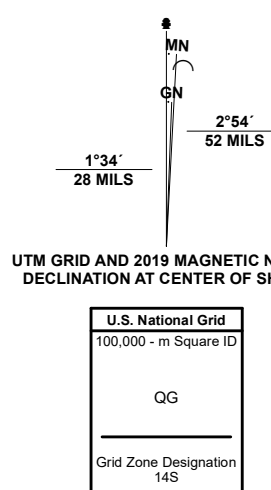 MN
GN
2°54´
52 MILS
1°34´
28 MILS
UTM GRID AND 2019 MAGNETIC N
DECLINATION AT CENTER OF SH
U.S. National Grid
100,000 - m Square ID
QG
Grid Zone Designation
14S